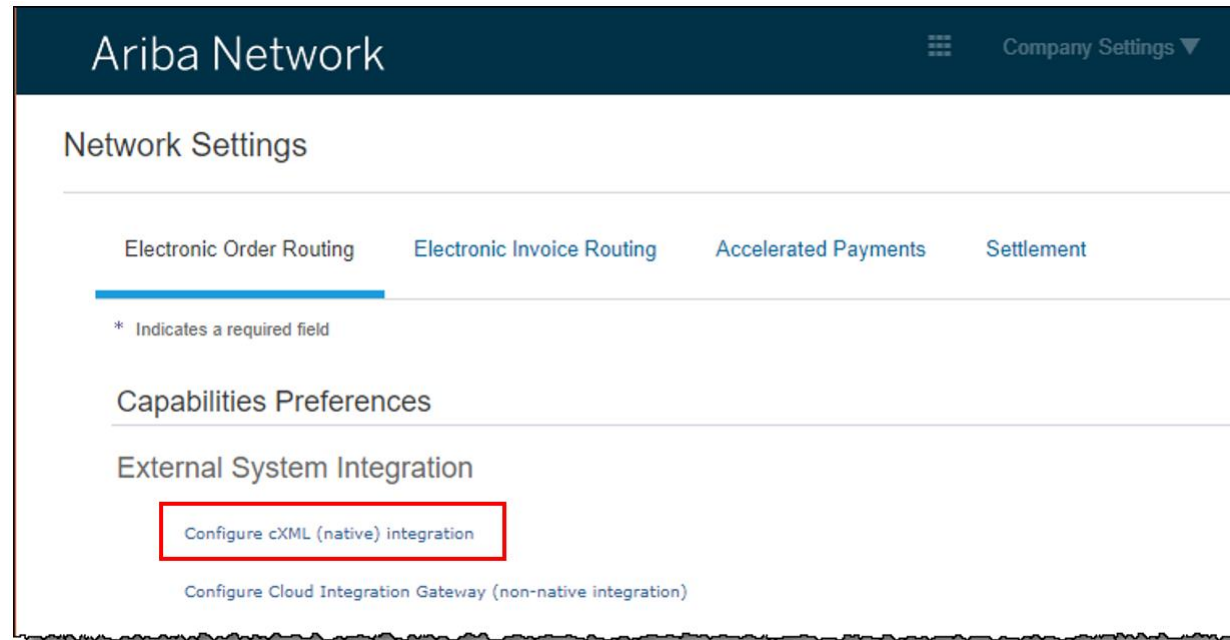 Ariba Network
Company Settings ▼
Network Settings
Electronic Order Routing
Electronic Invoice Routing
Accelerated Payments
Settlement
* Indicates a required field
Capabilities Preferences
External System Integration
Configure cXML (native) integration
Configure Cloud Integration Gateway (non-native integration)